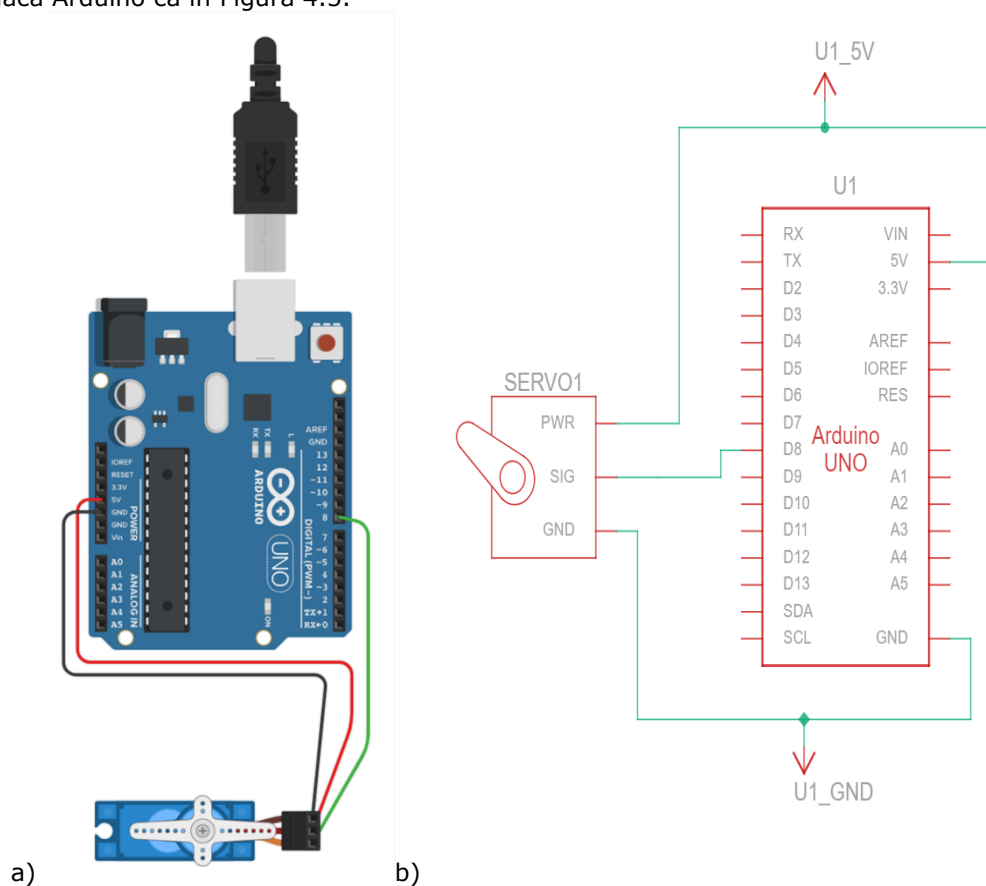 placa Arduino ca în Figura 4.5.
AREF
GND
13
12
~11
~10
~9
8
7
~6
~5
4
~3
2
TX→1
RX←0
DIGITAL (PWM~)
IOREF
RESET
3.3V
5V
GND
GND
Vin
POWER
A0
A1
A2
A3
A4
A5
ANALOG IN
RX
TX
L
ARDUINO
UNO
ON
a)
U1_5V
U1
RX VIN
TX 5V
D2 3.3V
D3
D4 AREF
D5 IOREF
D6 RES
D7
D8 A0
D9 A1
D10 A2
D11 A3
D12 A4
D13 A5
SDA
SCL GND
Arduino
UNO
SERVO1
PWR
SIG
GND
U1_GND
b)